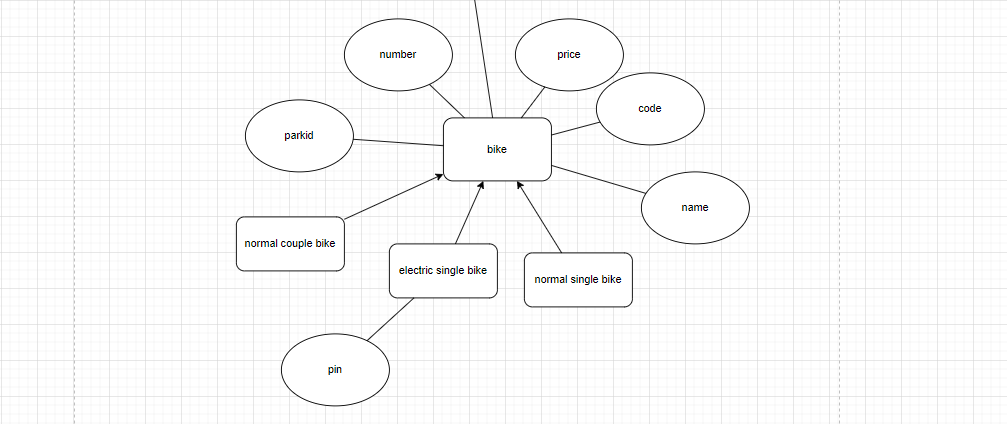 number
price
code
parkid
bike
name
normal couple bike
electric single bike
normal single bike
pin